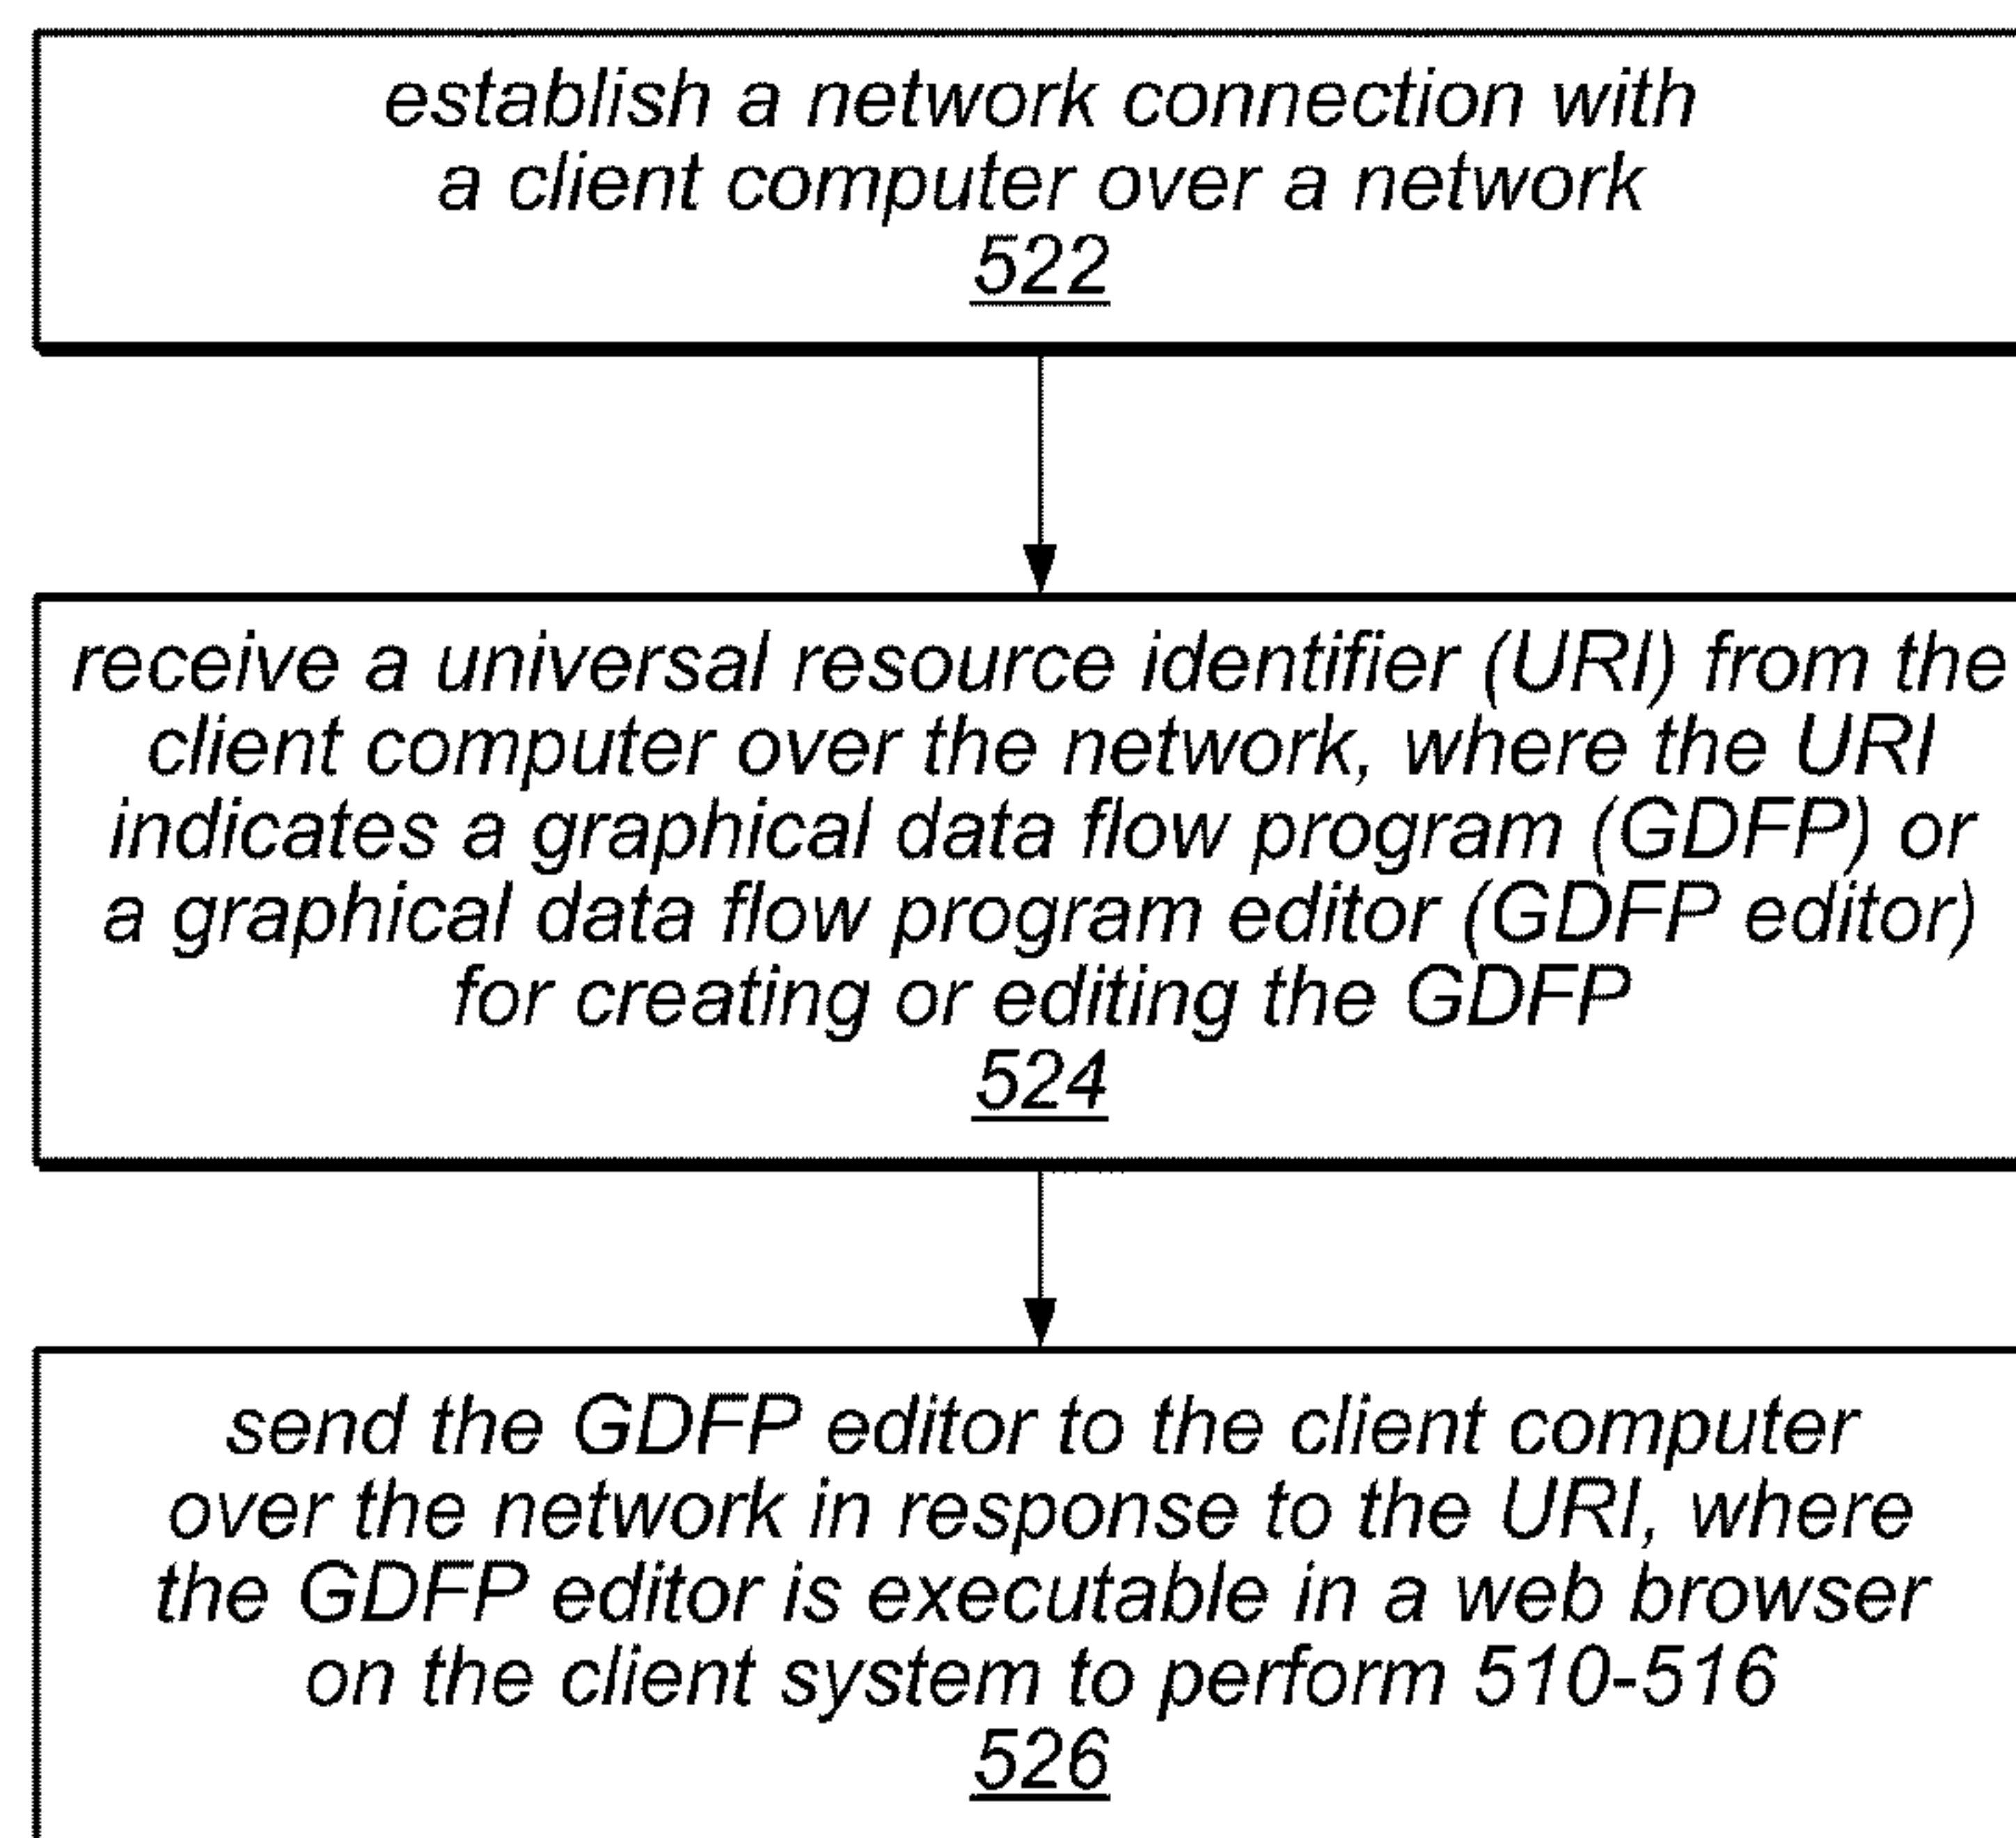 establish a network connection with
a client computer over a network
522
receive a universal resource identifier (URI) from the
client computer over the network, where the URI
indicates a graphical data flow program (GDFP) or
a graphical data flow program editor (GDFP editor)
for creating or editing the GDFP
524
send the GDFP editor to the client computer
over the network in response to the URI, where
the GDFP editor is executable in a web browser
on the client system to perform 510-516
526